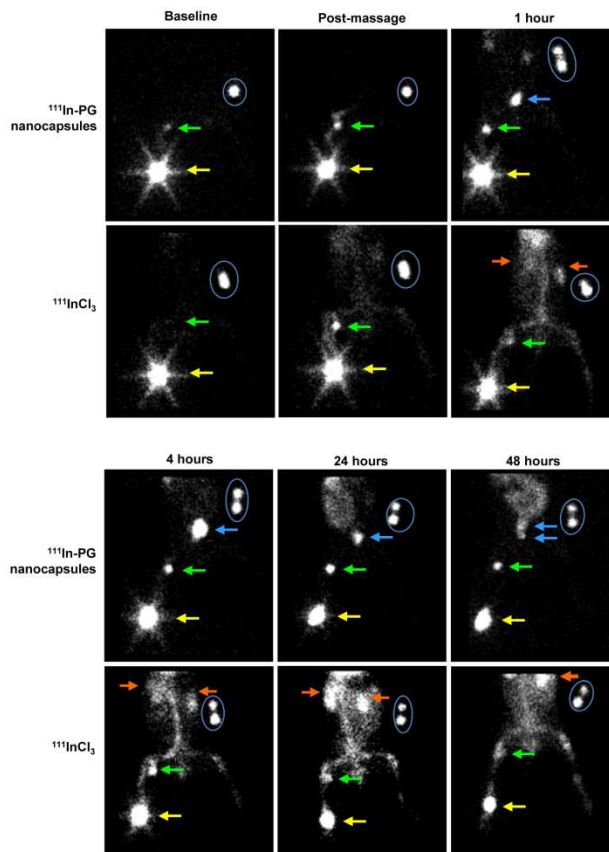 Baseline Post-massage 1 hour
¹¹¹In-PG
nanocapsules
¹¹¹InCl₃
4 hours 24 hours 48 hours
¹¹¹In-PG
nanocapsules
¹¹¹InCl₃